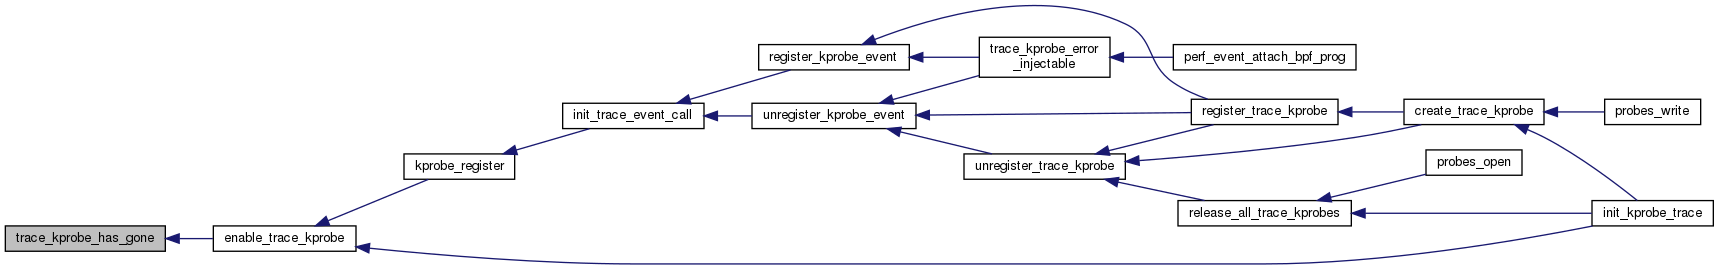 register_kprobe_event
trace_kprobe_error
_injectable
perf_event_attach_bpf_prog
init_trace_event_call
unregister_kprobe_event
register_trace_kprobe
create_trace_kprobe
probes_write
kprobe_register
unregister_trace_kprobe
probes_open
release_all_trace_kprobes
init_kprobe_trace
trace_kprobe_has_gone
enable_trace_kprobe